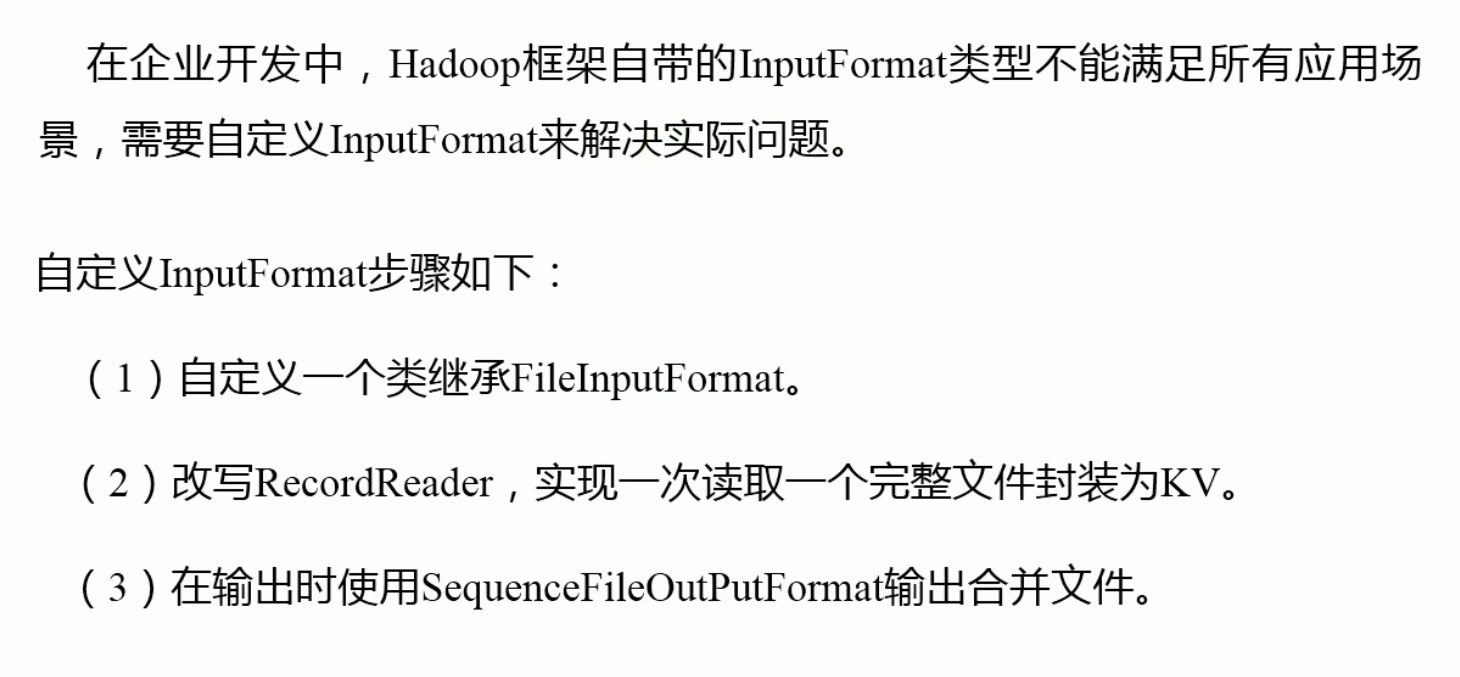 在企业开发中，Hadoop框架自带的InputFormat类型不能满足所有应用场
景，需要自定义InputFormat来解决实际问题。
自定义InputFormat步骤如下：
（1）自定义一个类继承FileInputFormat。
（2）改写RecordReader，实现一次读取一个完整文件封装为KV。
（3）在输出时使用SequenceFileOutPutFormat输出合并文件。